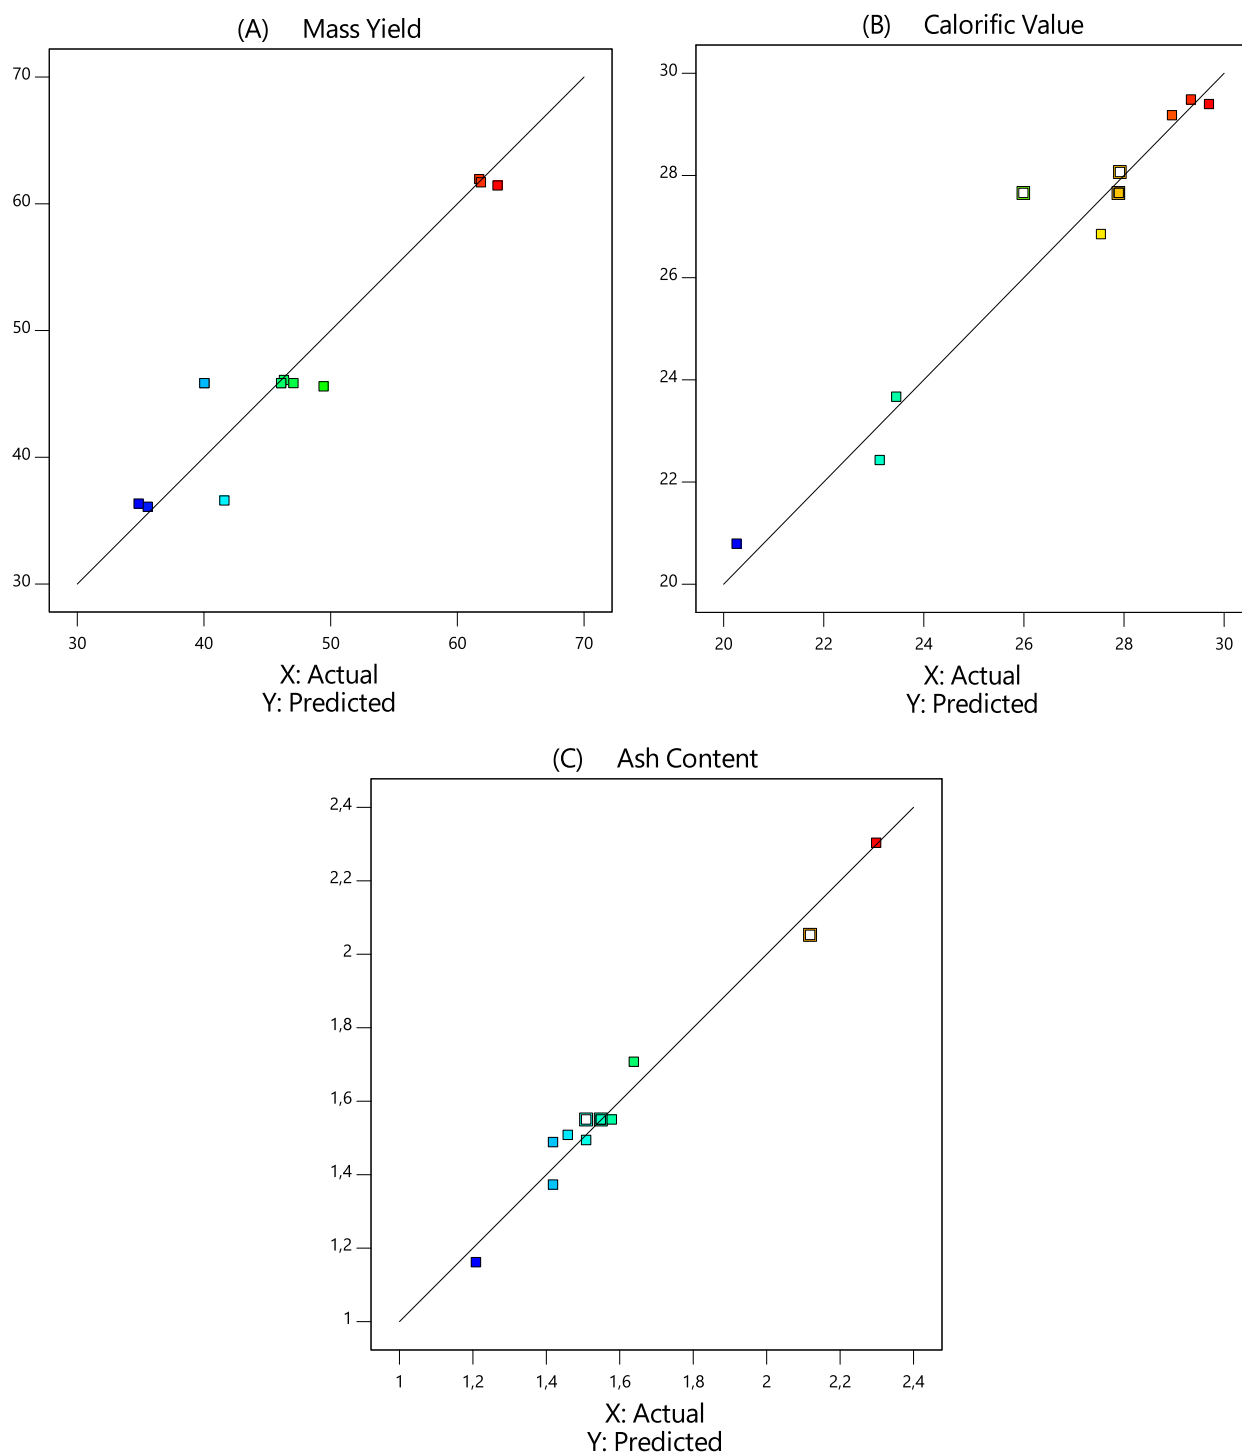 (A) Mass Yield
70
60
50
40
30
30 40 50 60 70
X: Actual
Y: Predicted
(B) Calorific Value
30
28
26
24
22
20
20 22 24 26 28 30
X: Actual
Y: Predicted
(C) Ash Content
2,4
2,2
2
1,8
1,6
1,4
1,2
1
1 1,2 1,4 1,6 1,8 2 2,2 2,4
X: Actual
Y: Predicted